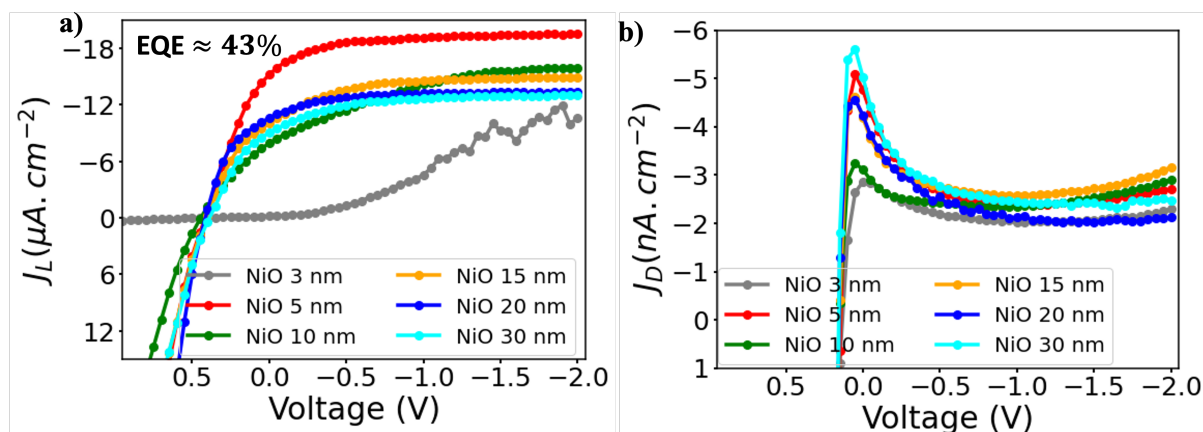 a)
EQE ≈ 43%
J_L(μA. cm⁻²)
−18
−12
−6
0
6
12
NiO 3 nm
NiO 5 nm
NiO 10 nm
NiO 15 nm
NiO 20 nm
NiO 30 nm
0.5 0.0 −0.5 −1.0 −1.5 −2.0
Voltage (V)
b)
J_D(nA. cm⁻²)
−6
−5
−4
−3
−2
−1
0
1
NiO 3 nm
NiO 5 nm
NiO 10 nm
NiO 15 nm
NiO 20 nm
NiO 30 nm
0.5 0.0 −0.5 −1.0 −1.5 −2.0
Voltage (V)